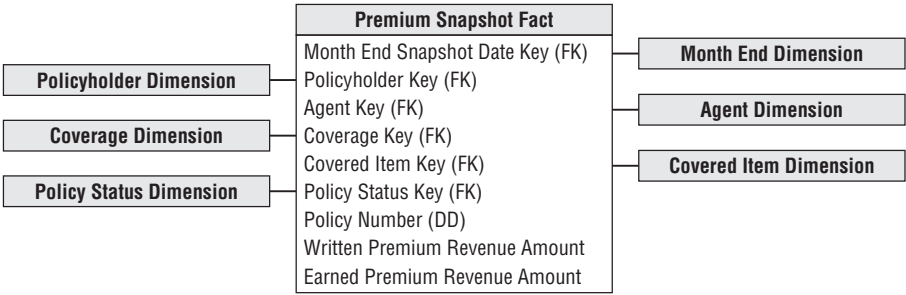 Premium Snapshot Fact
Month End Snapshot Date Key (FK)
Policyholder Key (FK)
Agent Key (FK)
Coverage Key (FK)
Covered Item Key (FK)
Policy Status Key (FK)
Policy Number (DD)
Written Premium Revenue Amount
Earned Premium Revenue Amount
Policyholder Dimension
Coverage Dimension
Policy Status Dimension
Month End Dimension
Agent Dimension
Covered Item Dimension